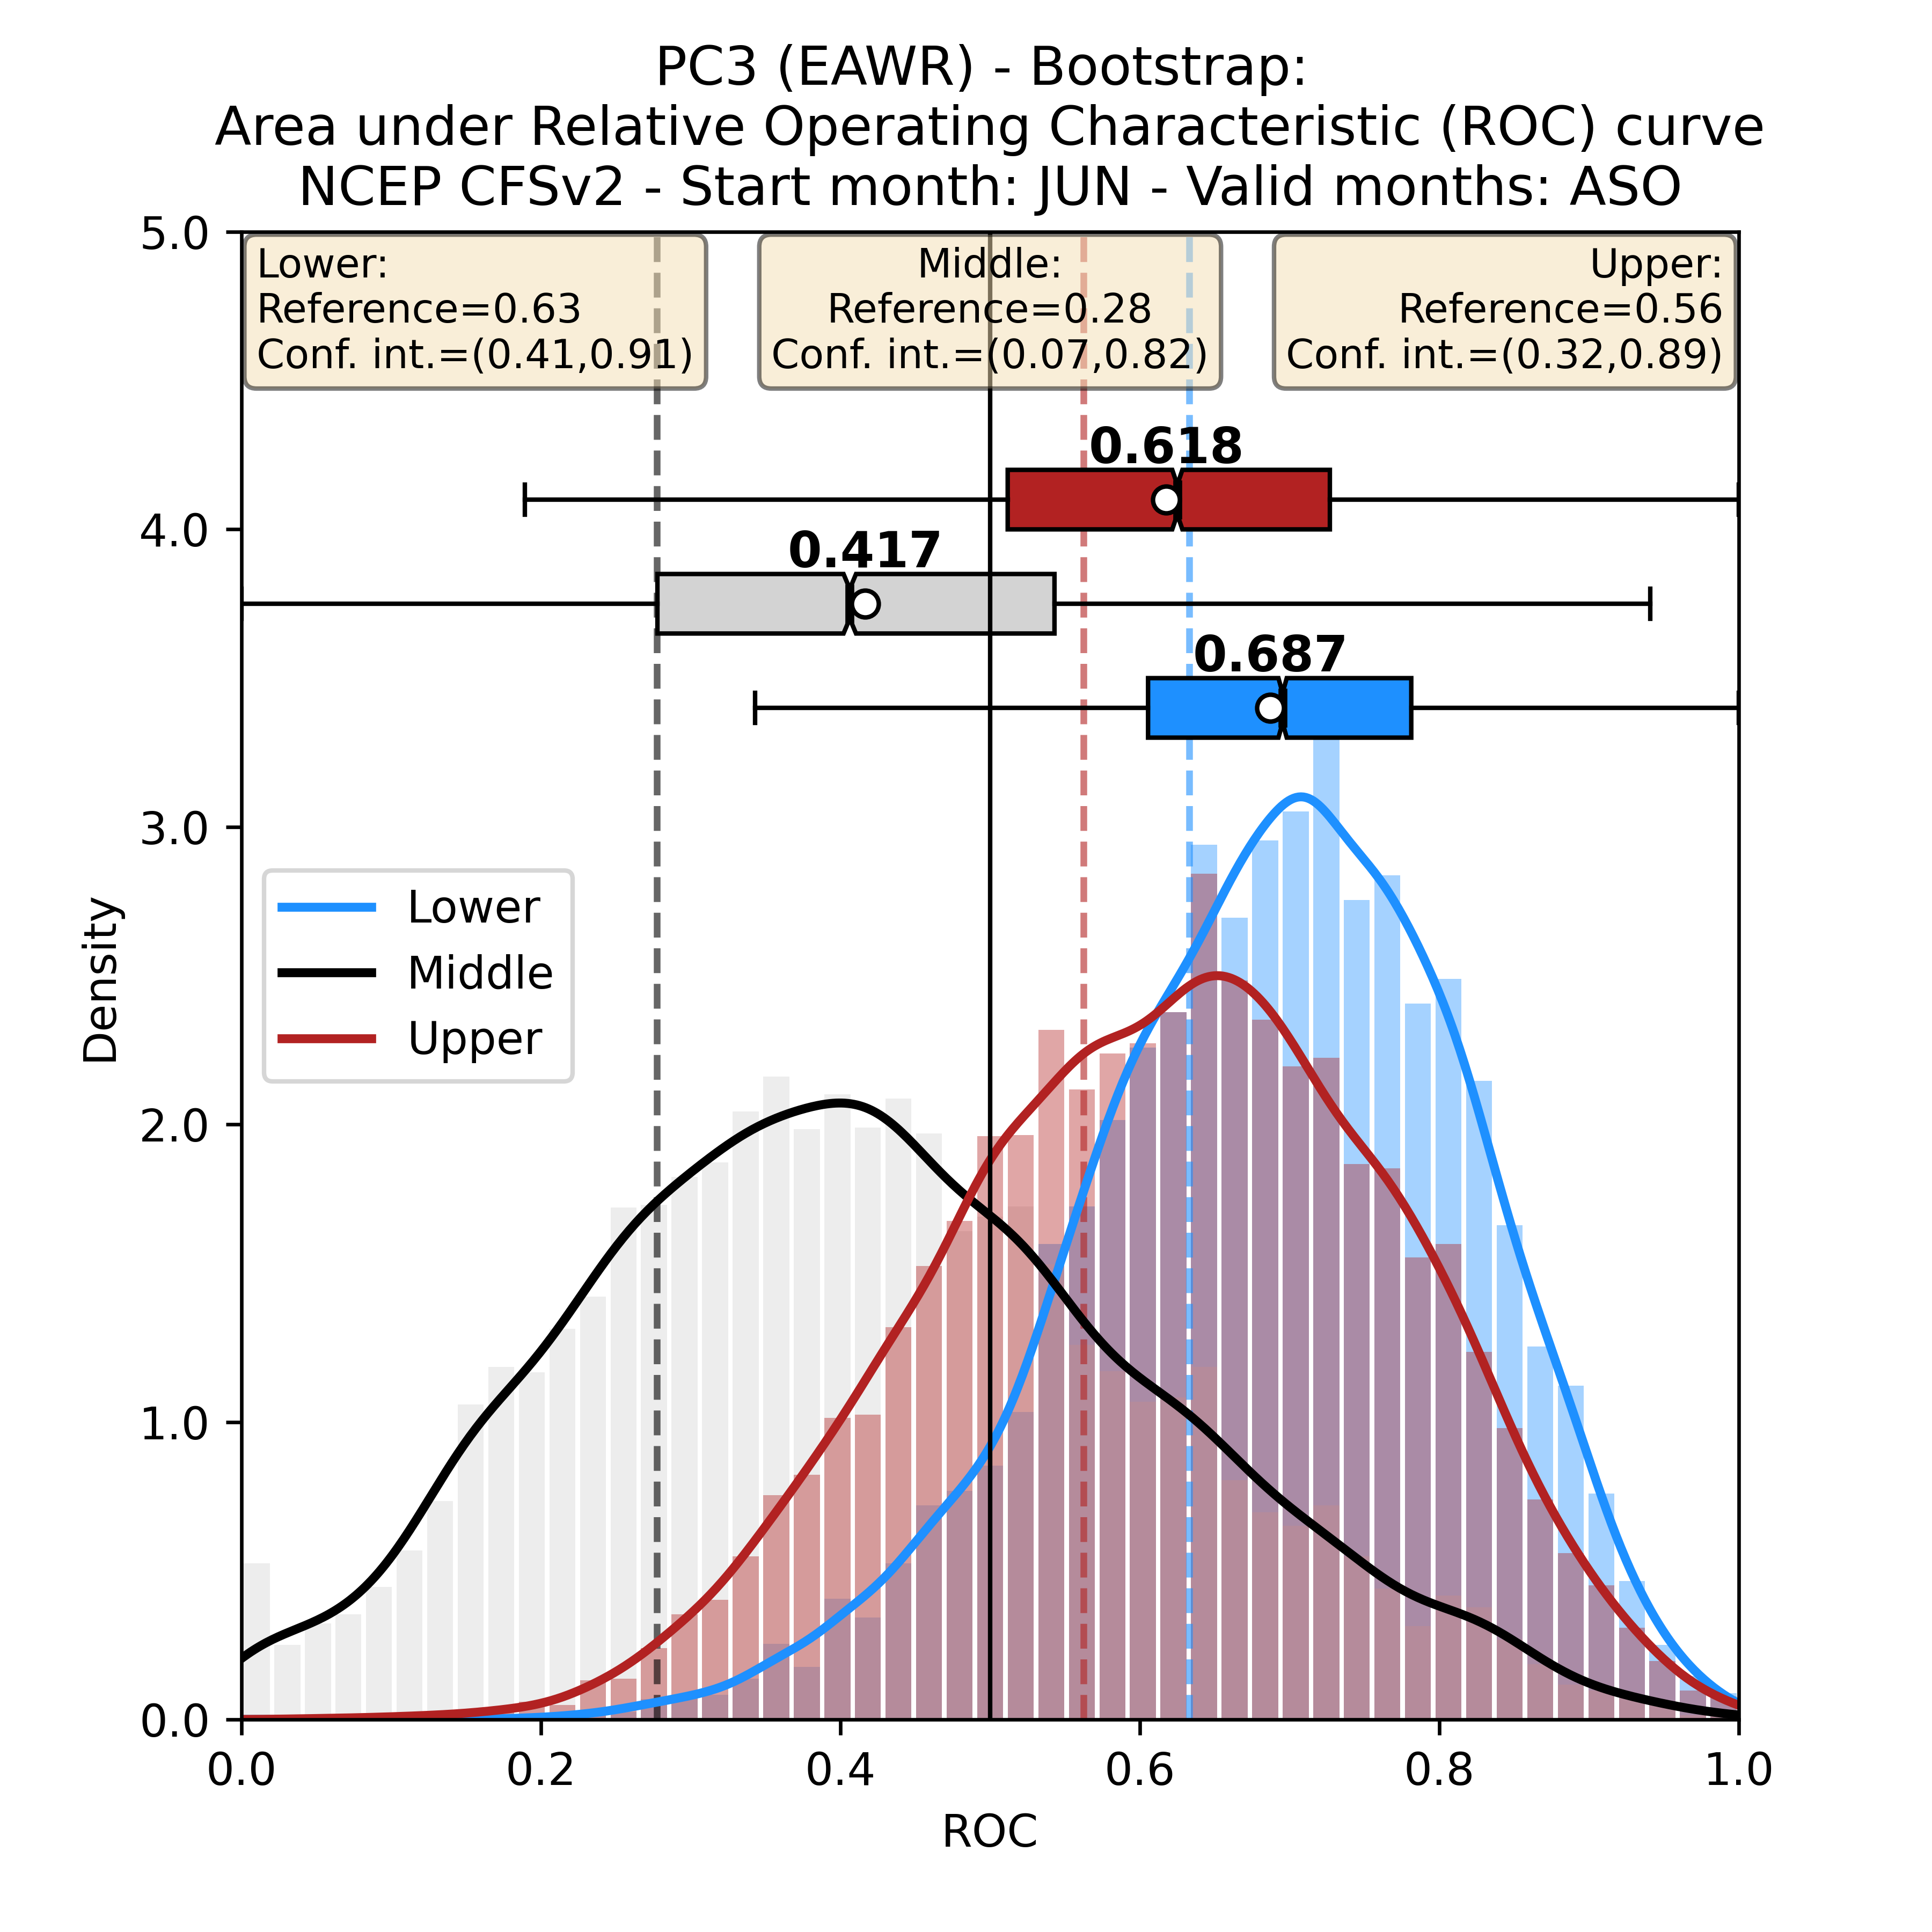 PC3 (EAWR) - Bootstrap:
Area under Relative Operating Characteristic (ROC) curve
NCEP CFSv2 - Start month: JUN - Valid months: ASO
Lower:
Reference=0.63
Conf. int.=(0.41,0.91)
Middle:
Reference=0.28
Conf. int.=(0.07,0.82)
Upper:
Reference=0.56
Conf. int.=(0.32,0.89)
0.618
0.417
0.687
5.0
4.0
3.0
2.0
1.0
0.0
Density
Lower
Middle
Upper
0.0 0.2 0.4 0.6 0.8 1.0
ROC